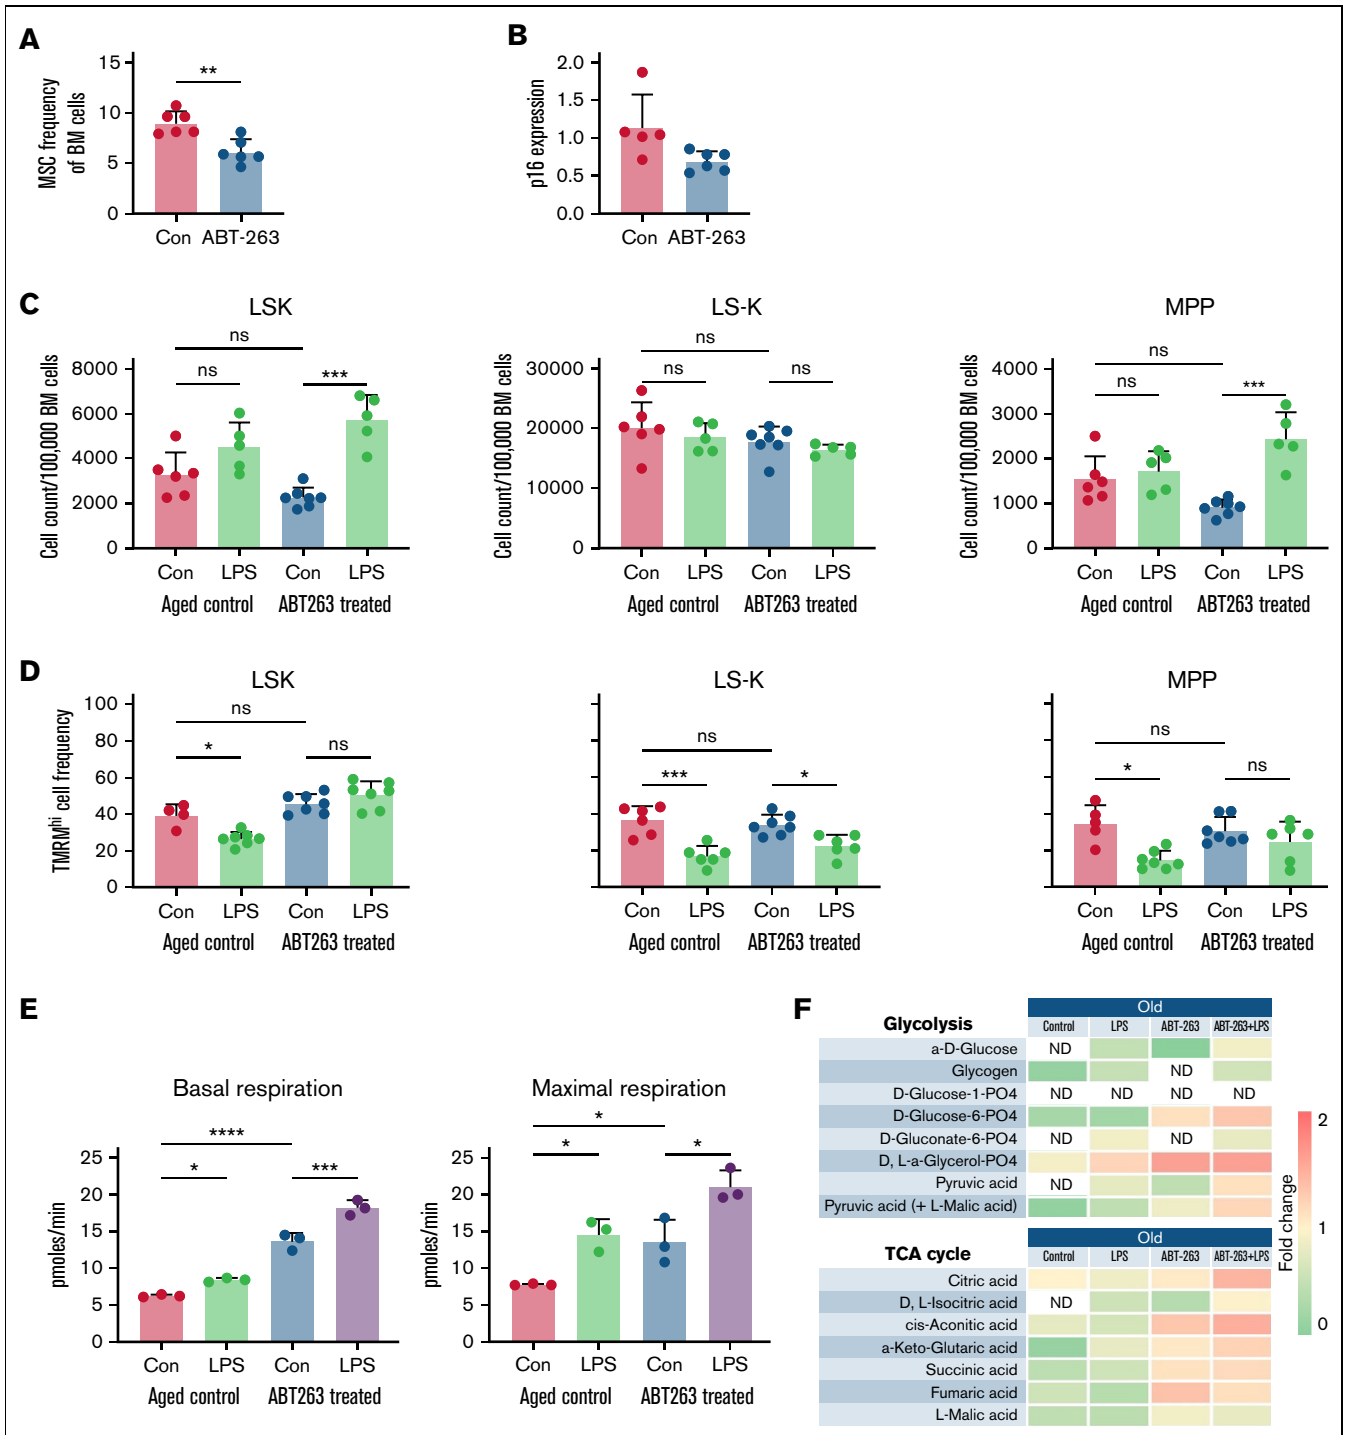 A
B
MSC frequency
of BM cells
15
10
5
0
**
Con ABT-263
p16 expression
2.0
1.5
1.0
0.5
0.0
Con ABT-263
C
LSK
Cell count/100,000 BM cells
8000
6000
4000
2000
0
ns
ns
***
Con LPS Con LPS
Aged control ABT263 treated
LS-K
Cell count/100,000 BM cells
30000
20000
10000
0
ns
ns
ns
Con LPS Con LPS
Aged control ABT263 treated
MPP
Cell count/100,000 BM cells
4000
3000
2000
1000
0
ns
ns
***
Con LPS Con LPS
Aged control ABT263 treated
D
LSK
TMRMhi cell frequency
100
80
60
40
20
0
ns
*
ns
Con LPS Con LPS
Aged control ABT263 treated
LS-K
ns
***
*
Con LPS Con LPS
Aged control ABT263 treated
MPP
ns
*
ns
Con LPS Con LPS
Aged control ABT263 treated
E
Basal respiration
pmoles/min
25
20
15
10
5
0
****
*
***
Con LPS Con LPS
Aged control ABT263 treated
Maximal respiration
pmoles/min
25
20
15
10
5
0
*
*
*
Con LPS Con LPS
Aged control ABT263 treated
F
Old
Glycolysis Control LPS ABT-263 ABT-263+LPS
a-D-Glucose ND
Glycogen ND
D-Glucose-1-PO4 ND ND ND ND
D-Glucose-6-PO4
D-Gluconate-6-PO4 ND ND
D, L-a-Glycerol-PO4
Pyruvic acid ND
Pyruvic acid (+ L-Malic acid)
Old
TCA cycle Control LPS ABT-263 ABT-263+LPS
Citric acid
D, L-Isocitric acid ND
cis-Aconitic acid
a-Keto-Glutaric acid
Succinic acid
Fumaric acid
L-Malic acid
Fold change
2
1
0